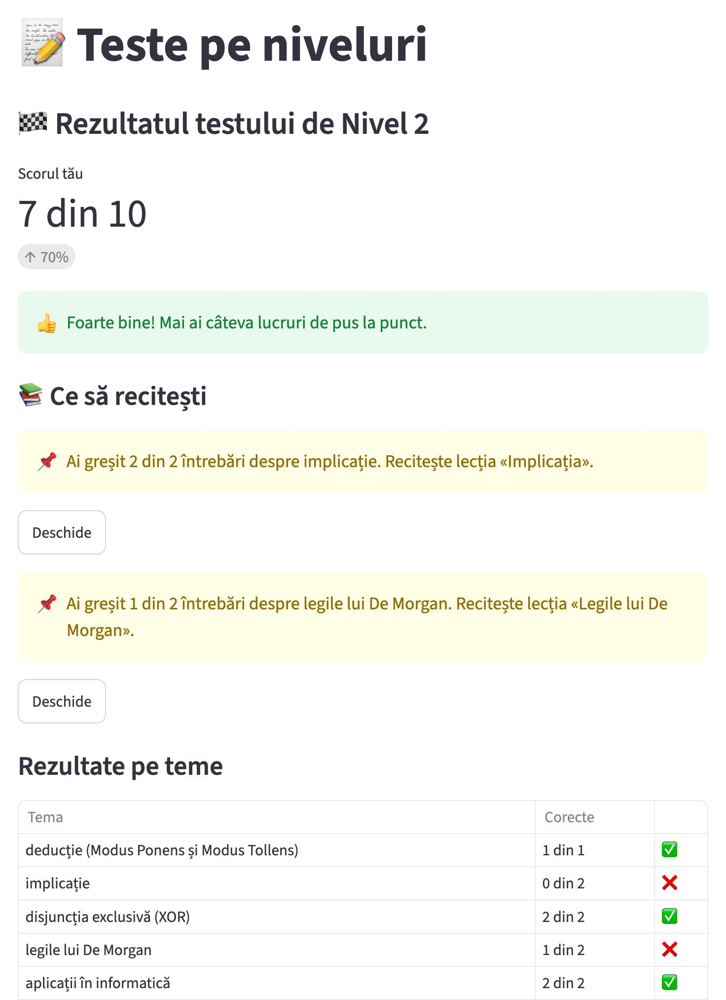 Teste pe niveluri
Rezultatul testului de Nivel 2
Scorul tău
7 din 10
↑ 70%
Foarte bine! Mai ai câteva lucruri de pus la punct.
Ce să recitești
Ai greșit 2 din 2 întrebări despre implicație. Recitește lecția «Implicația».
Deschide
Ai greșit 1 din 2 întrebări despre legile lui De Morgan. Recitește lecția «Legile lui De
Morgan».
Deschide
Rezultate pe teme
Tema Corecte
deducție (Modus Ponens și Modus Tollens) 1 din 1
implicație 0 din 2
disjuncția exclusivă (XOR) 2 din 2
legile lui De Morgan 1 din 2
aplicații în informatică 2 din 2